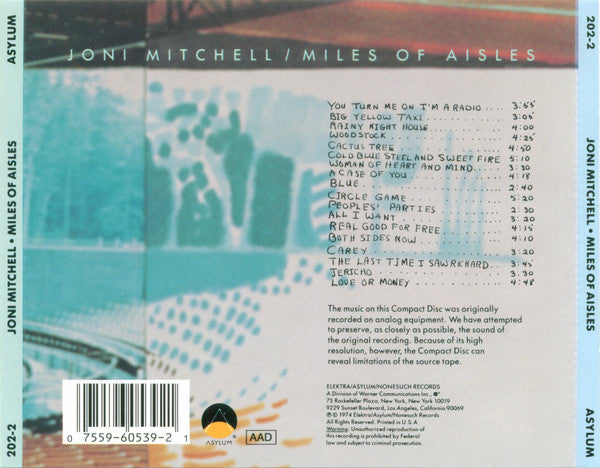 JONI MITCHELL / MILES OF AISLES
ASYLUM
JONI MITCHELL • MILES OF AISLES
202-2
YOU TURN ME ON I'M A RADIO .... 3:55
BIG YELLOW TAXI .... 3:05
RAINY NIGHT HOUSE .... 4:00
WOODSTOCK .... 4:25
CACTUS TREE .... 4:50
COLD BLUE STEEL AND SWEET FIRE .. 5:10
WOMAN OF HEART AND MIND .... 3:30
A CASE OF YOU .... 4:18
BLUE .... 2:40
CIRCLE GAME .... 5:20
PEOPLES' PARTIES .... 2:30
ALL I WANT .... 3:20
REAL GOOD FOR FREE .... 4:15
BOTH SIDES NOW .... 4:10
CAREY .... 3:20
THE LAST TIME I SAW RICHARD .... 3:45
JERICHO .... 3:30
LOVE OR MONEY .... 4:48
The music on this Compact Disc was originally
recorded on analog equipment. We have attempted
to preserve, as closely as possible, the sound of
the original recording. Because of its high
resolution, however, the Compact Disc can
reveal limitations of the source tape.
ELEKTRA/ASYLUM/NONESUCH RECORDS
A Division of Warner Communications Inc.
75 Rockefeller Plaza, New York, New York 10019
9229 Sunset Boulevard, Los Angeles, California 90069
℗ © 1974 Elektra/Asylum/Nonesuch Records
All Rights Reserved. Printed in U.S.A.
Warning: Unauthorized reproduction of
this recording is prohibited by Federal
law and subject to criminal prosecution.
0 7559-60539-2 1
ASYLUM
AAD
202-2
JONI MITCHELL • MILES OF AISLES
ASYLUM